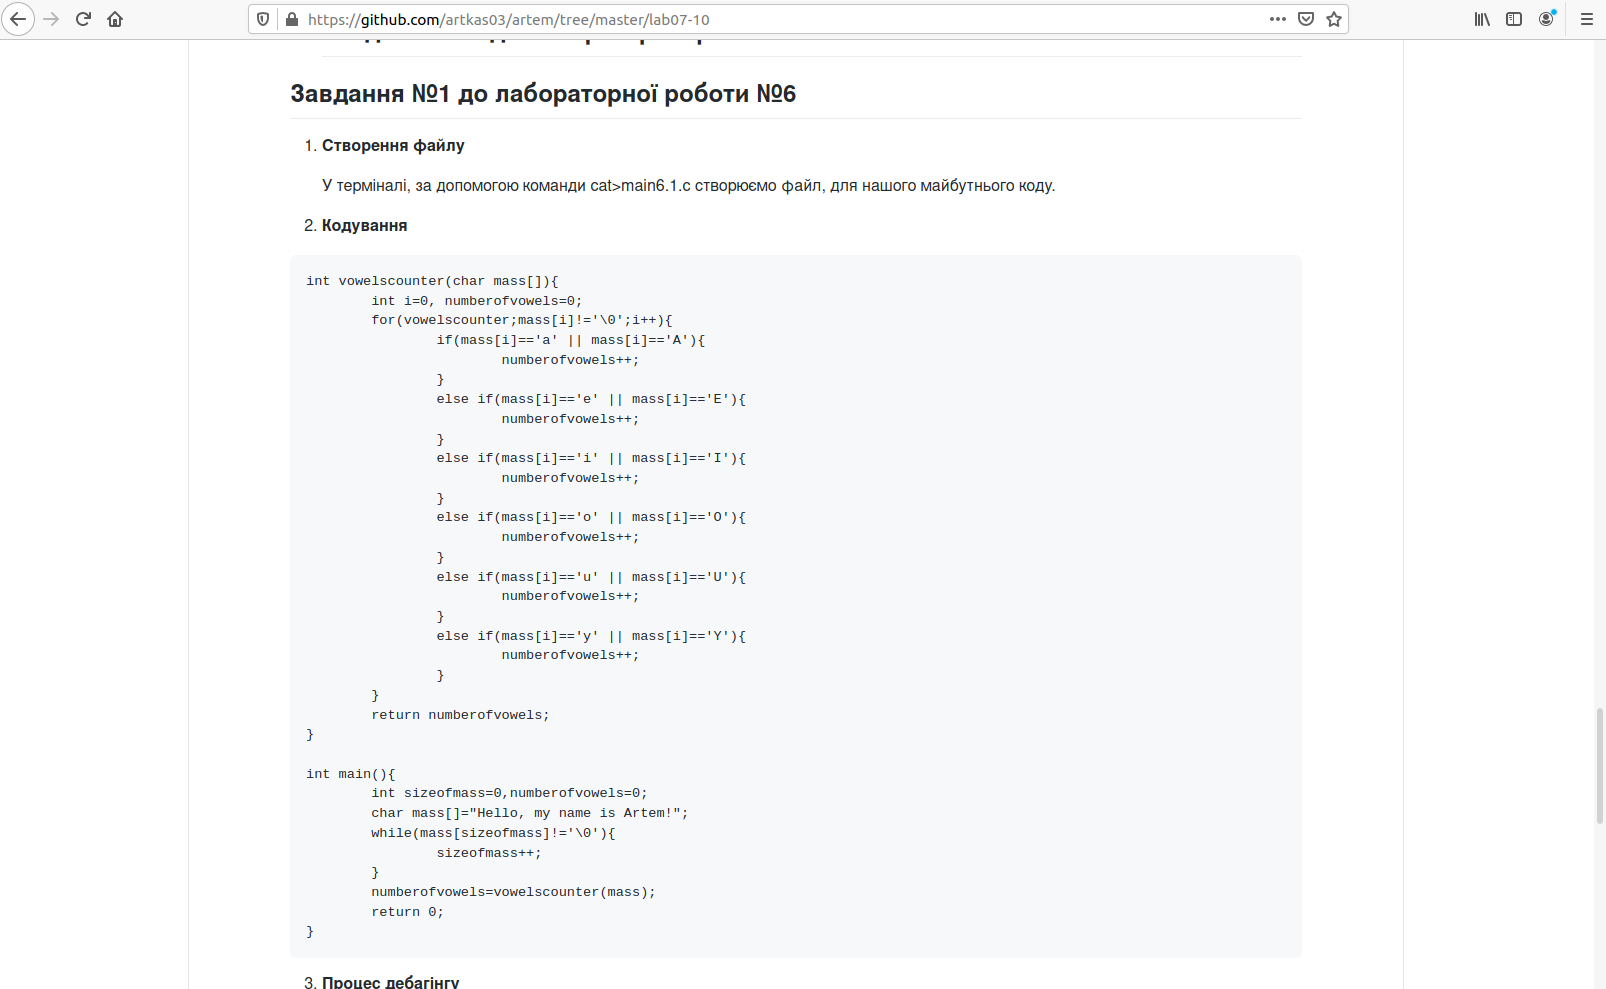 https://github.com/artkas03/artem/tree/master/lab07-10
Завдання №1 до лабораторної роботи №6
1. Створення файлу
У терміналі, за допомогою команди cat>main6.1.c створюємо файл, для нашого майбутнього коду.
2. Кодування
int vowelscounter(char mass[]){
        int i=0, numberofvowels=0;
        for(vowelscounter;mass[i]!='\0';i++){
                if(mass[i]=='a' || mass[i]=='A'){
                        numberofvowels++;
                }
                else if(mass[i]=='e' || mass[i]=='E'){
                        numberofvowels++;
                }
                else if(mass[i]=='i' || mass[i]=='I'){
                        numberofvowels++;
                }
                else if(mass[i]=='o' || mass[i]=='O'){
                        numberofvowels++;
                }
                else if(mass[i]=='u' || mass[i]=='U'){
                        numberofvowels++;
                }
                else if(mass[i]=='y' || mass[i]=='Y'){
                        numberofvowels++;
                }
        }
        return numberofvowels;
}
int main(){
        int sizeofmass=0,numberofvowels=0;
        char mass[]="Hello, my name is Artem!";
        while(mass[sizeofmass]!='\0'){
                sizeofmass++;
        }
        numberofvowels=vowelscounter(mass);
        return 0;
}
3. Процес дебагінгу